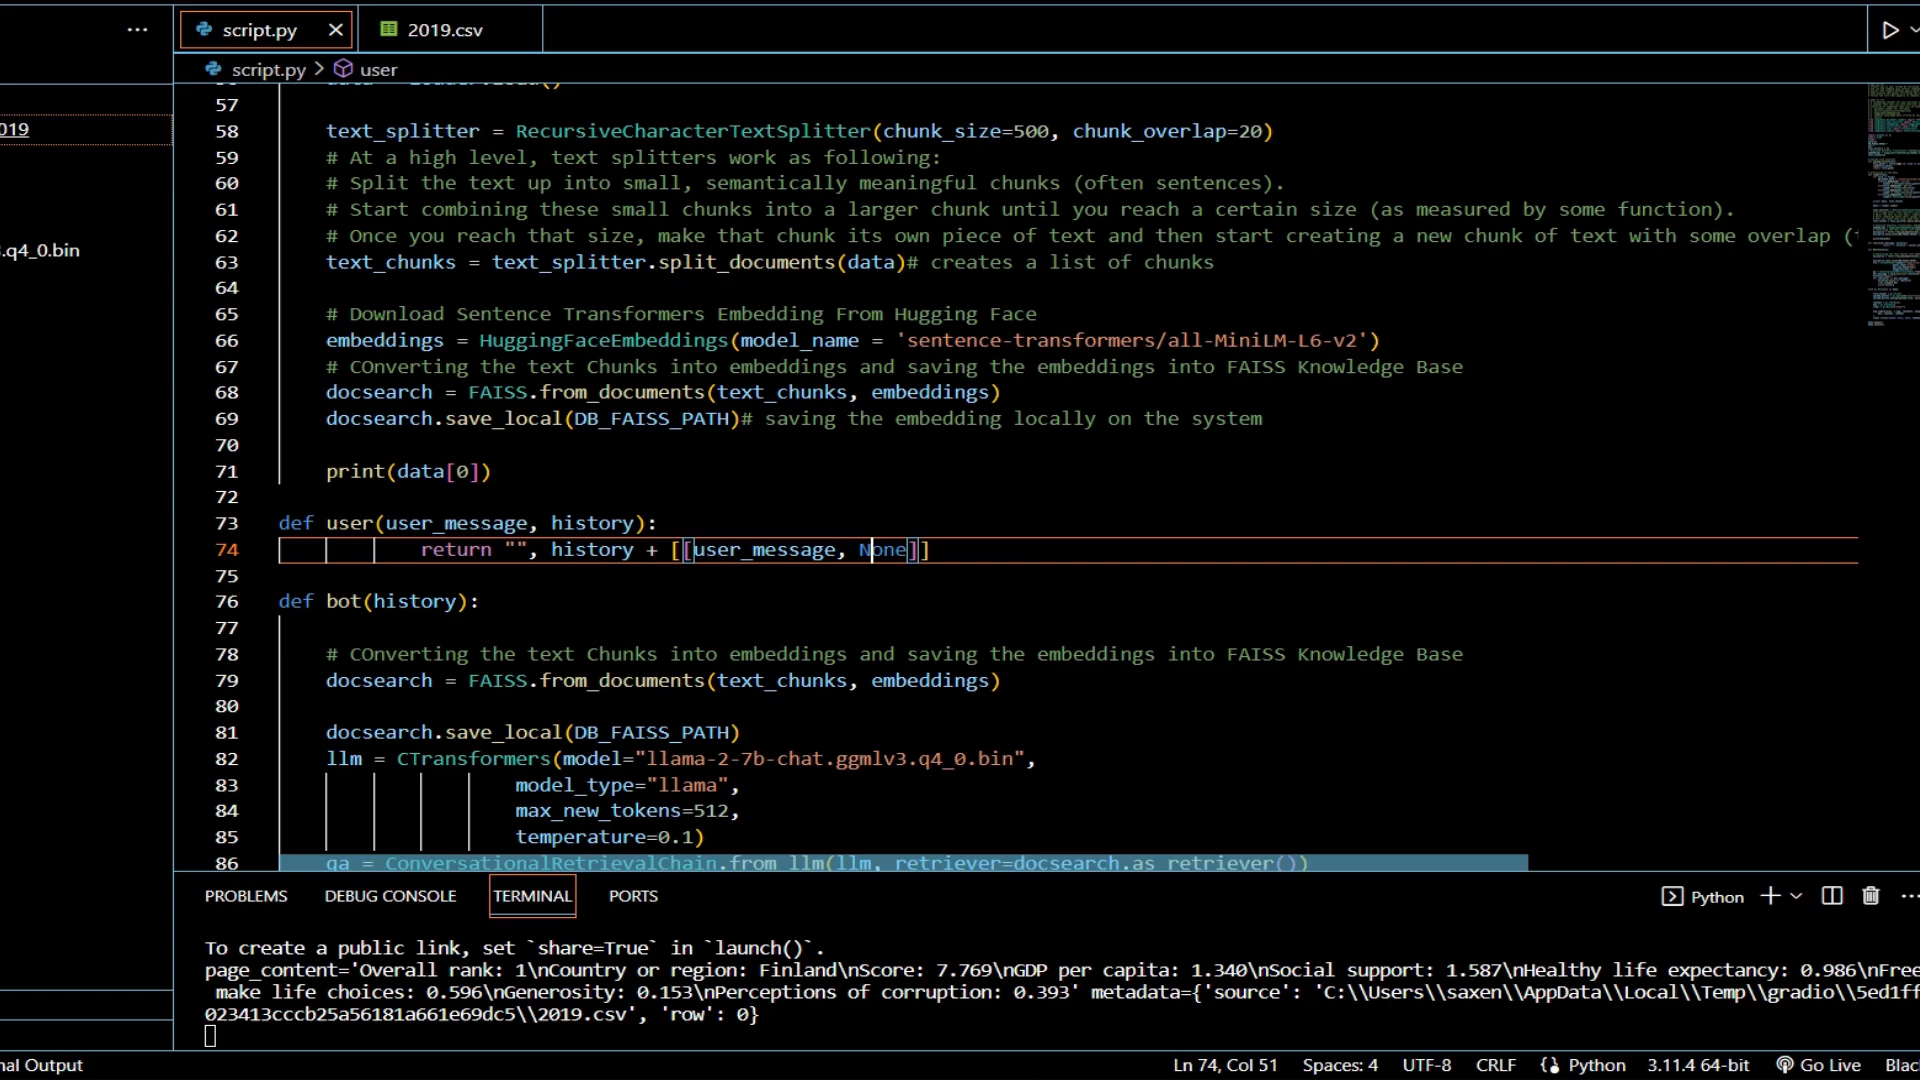 script.py
2019.csv
script.py > user
57
019
58 text_splitter = RecursiveCharacterTextSplitter(chunk_size=500, chunk_overlap=20)
59 # At a high level, text splitters work as following:
60 # Split the text up into small, semantically meaningful chunks (often sentences).
61 # Start combining these small chunks into a larger chunk until you reach a certain size (as measured by some function).
62 # Once you reach that size, make that chunk its own piece of text and then start creating a new chunk of text with some overlap (
.q4_0.bin
63 text_chunks = text_splitter.split_documents(data)# creates a list of chunks
64
65 # Download Sentence Transformers Embedding From Hugging Face
66 embeddings = HuggingFaceEmbeddings(model_name = 'sentence-transformers/all-MiniLM-L6-v2')
67 # COnverting the text Chunks into embeddings and saving the embeddings into FAISS Knowledge Base
68 docsearch = FAISS.from_documents(text_chunks, embeddings)
69 docsearch.save_local(DB_FAISS_PATH)# saving the embedding locally on the system
70
71 print(data[0])
72
73 def user(user_message, history):
74 return "", history + [[user_message, None]]
75
76 def bot(history):
77
78 # COnverting the text Chunks into embeddings and saving the embeddings into FAISS Knowledge Base
79 docsearch = FAISS.from_documents(text_chunks, embeddings)
80
81 docsearch.save_local(DB_FAISS_PATH)
82 llm = CTransformers(model="llama-2-7b-chat.ggmlv3.q4_0.bin",
83 model_type="llama",
84 max_new_tokens=512,
85 temperature=0.1)
86 qa = ConversationalRetrievalChain.from_llm(llm, retriever=docsearch.as_retriever())
PROBLEMS DEBUG CONSOLE TERMINAL PORTS Python
To create a public link, set `share=True` in `launch()`.
page_content='Overall rank: 1\nCountry or region: Finland\nScore: 7.769\nGDP per capita: 1.340\nSocial support: 1.587\nHealthy life expectancy: 0.986\nFree
make life choices: 0.596\nGenerosity: 0.153\nPerceptions of corruption: 0.393' metadata={'source': 'C:\\Users\\saxen\\AppData\\Local\\Temp\\gradio\\5ed1ff
023413cccb25a56181a661e69dc5\\2019.csv', 'row': 0}
nal Output Ln 74, Col 51 Spaces: 4 UTF-8 CRLF Python 3.11.4 64-bit Go Live Blac